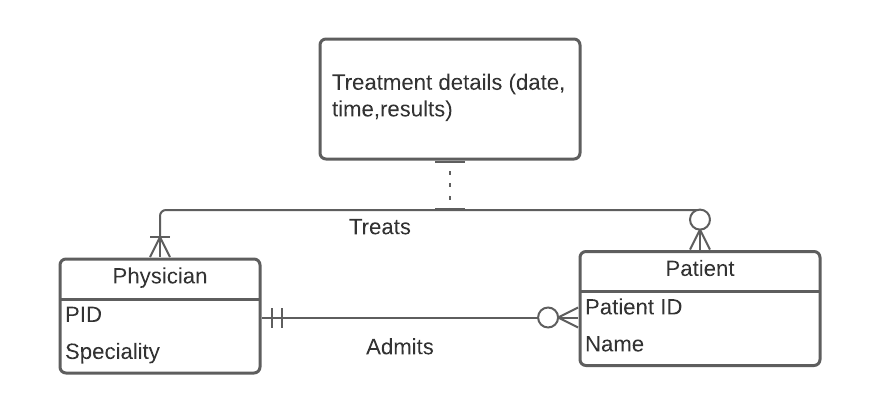 Treatment details (date,
time,results)
Treats
Physician
PID
Speciality
Admits
Patient
Patient ID
Name